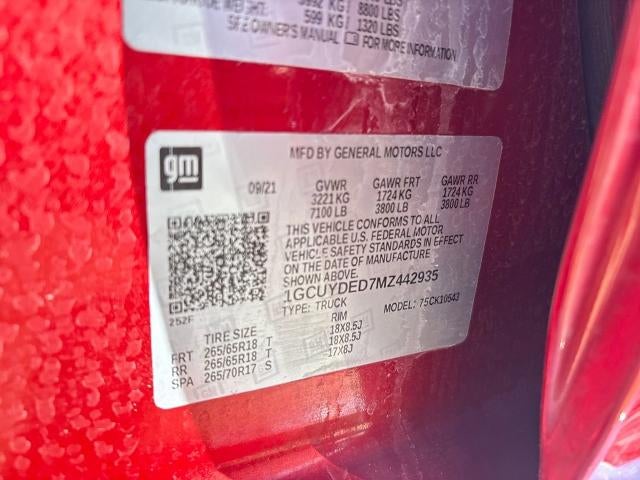 3992 KG / 8800 LBS
599 KG / 1320 LBS
SEE OWNER'S MANUAL FOR MORE INFORMATION
gm
MFD BY GENERAL MOTORS LLC
09/21 GVWR GAWR FRT GAWR RR
3221 KG 1724 KG 1724 KG
7100 LB 3800 LB 3800 LB
THIS VEHICLE CONFORMS TO ALL
APPLICABLE U.S. FEDERAL MOTOR
VEHICLE SAFETY STANDARDS IN EFFECT
ON THE DATE OF MANUFACTURE
SHOWN ABOVE.
1GCUYDED7MZ442935
252F
TYPE: TRUCK MODEL: 75CK10543
TIRE SIZE RIM
FRT 265/65R18 T 18X8.5J
RR 265/65R18 T 18X8.5J
SPA 265/70R17 S 17X8J